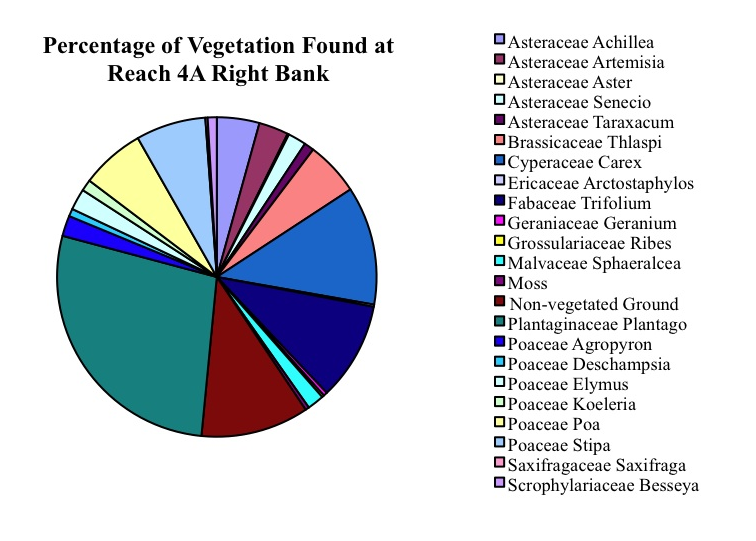 Percentage of Vegetation Found at
Reach 4A Right Bank
Asteraceae Achillea
Asteraceae Artemisia
Asteraceae Aster
Asteraceae Senecio
Asteraceae Taraxacum
Brassicaceae Thlaspi
Cyperaceae Carex
Ericaceae Arctostaphylos
Fabaceae Trifolium
Geraniaceae Geranium
Grossulariaceae Ribes
Malvaceae Sphaeralcea
Moss
Non-vegetated Ground
Plantaginaceae Plantago
Poaceae Agropyron
Poaceae Deschampsia
Poaceae Elymus
Poaceae Koeleria
Poaceae Poa
Poaceae Stipa
Saxifragaceae Saxifraga
Scrophylariaceae Besseya